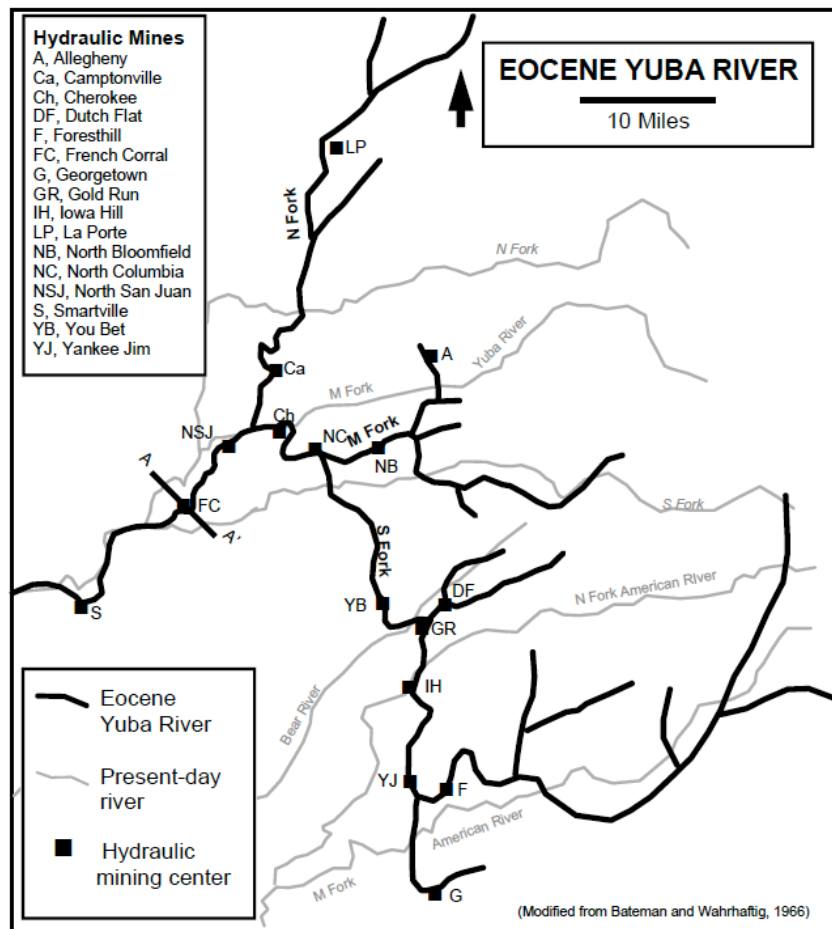 Hydraulic Mines
A, Allegheny
Ca, Camptonville
Ch, Cherokee
DF, Dutch Flat
F, Foresthill
FC, French Corral
G, Georgetown
GR, Gold Run
IH, Iowa Hill
LP, La Porte
NB, North Bloomfield
NC, North Columbia
NSJ, North San Juan
S, Smartville
YB, You Bet
YJ, Yankee Jim
EOCENE YUBA RIVER
10 Miles
LP
N Fork
N Fork
Yuba River
A
Ca
M Fork
Ch
NSJ
NC
M Fork
NB
A
FC
A'
S Fork
S Fork
S
YB
DF
GR
N Fork American RIver
Bear River
IH
YJ
F
American River
M Fork
G
Eocene
Yuba River
Present-day
river
Hydraulic
mining center
(Modified from Bateman and Wahrhaftig, 1966)